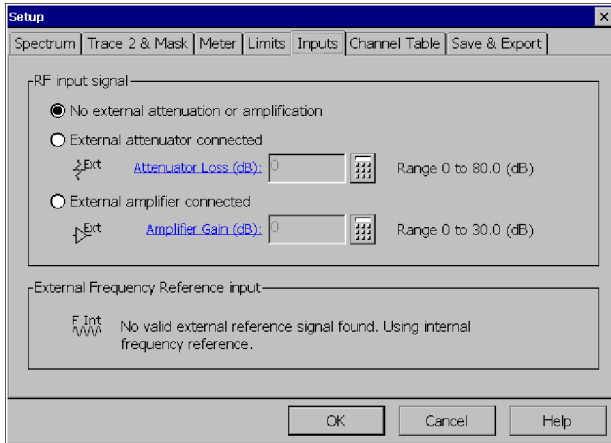 Setup
Spectrum Trace 2 & Mask Meter Limits Inputs Channel Table Save & Export
RF input signal
No external attenuation or amplification
External attenuator connected
Ext Attenuator Loss (dB): 0 Range 0 to 80.0 (dB)
External amplifier connected
Ext Amplifier Gain (dB): 0 Range 0 to 30.0 (dB)
External Frequency Reference input
F Int
No valid external reference signal found. Using internal
frequency reference.
OK Cancel Help